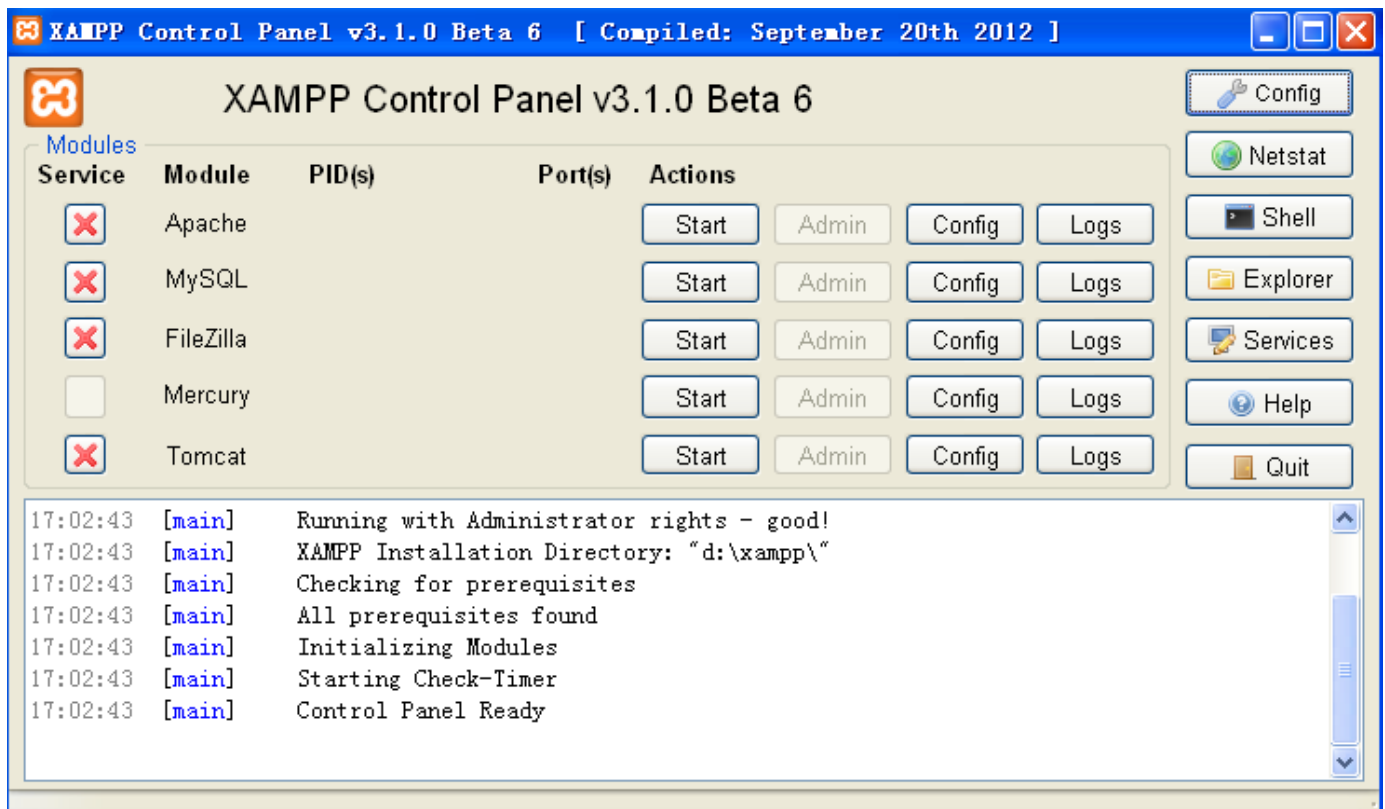 XAMPP Control Panel v3.1.0 Beta 6 [ Compiled: September 20th 2012 ]
XAMPP Control Panel v3.1.0 Beta 6
Config
Modules
Netstat
Service Module PID(s) Port(s) Actions
Apache Start Admin Config Logs
Shell
MySQL Start Admin Config Logs
Explorer
FileZilla Start Admin Config Logs
Services
Mercury Start Admin Config Logs
Help
Tomcat Start Admin Config Logs
Quit
17:02:43 [main] Running with Administrator rights - good!
17:02:43 [main] XAMPP Installation Directory: "d:\xampp\"
17:02:43 [main] Checking for prerequisites
17:02:43 [main] All prerequisites found
17:02:43 [main] Initializing Modules
17:02:43 [main] Starting Check-Timer
17:02:43 [main] Control Panel Ready